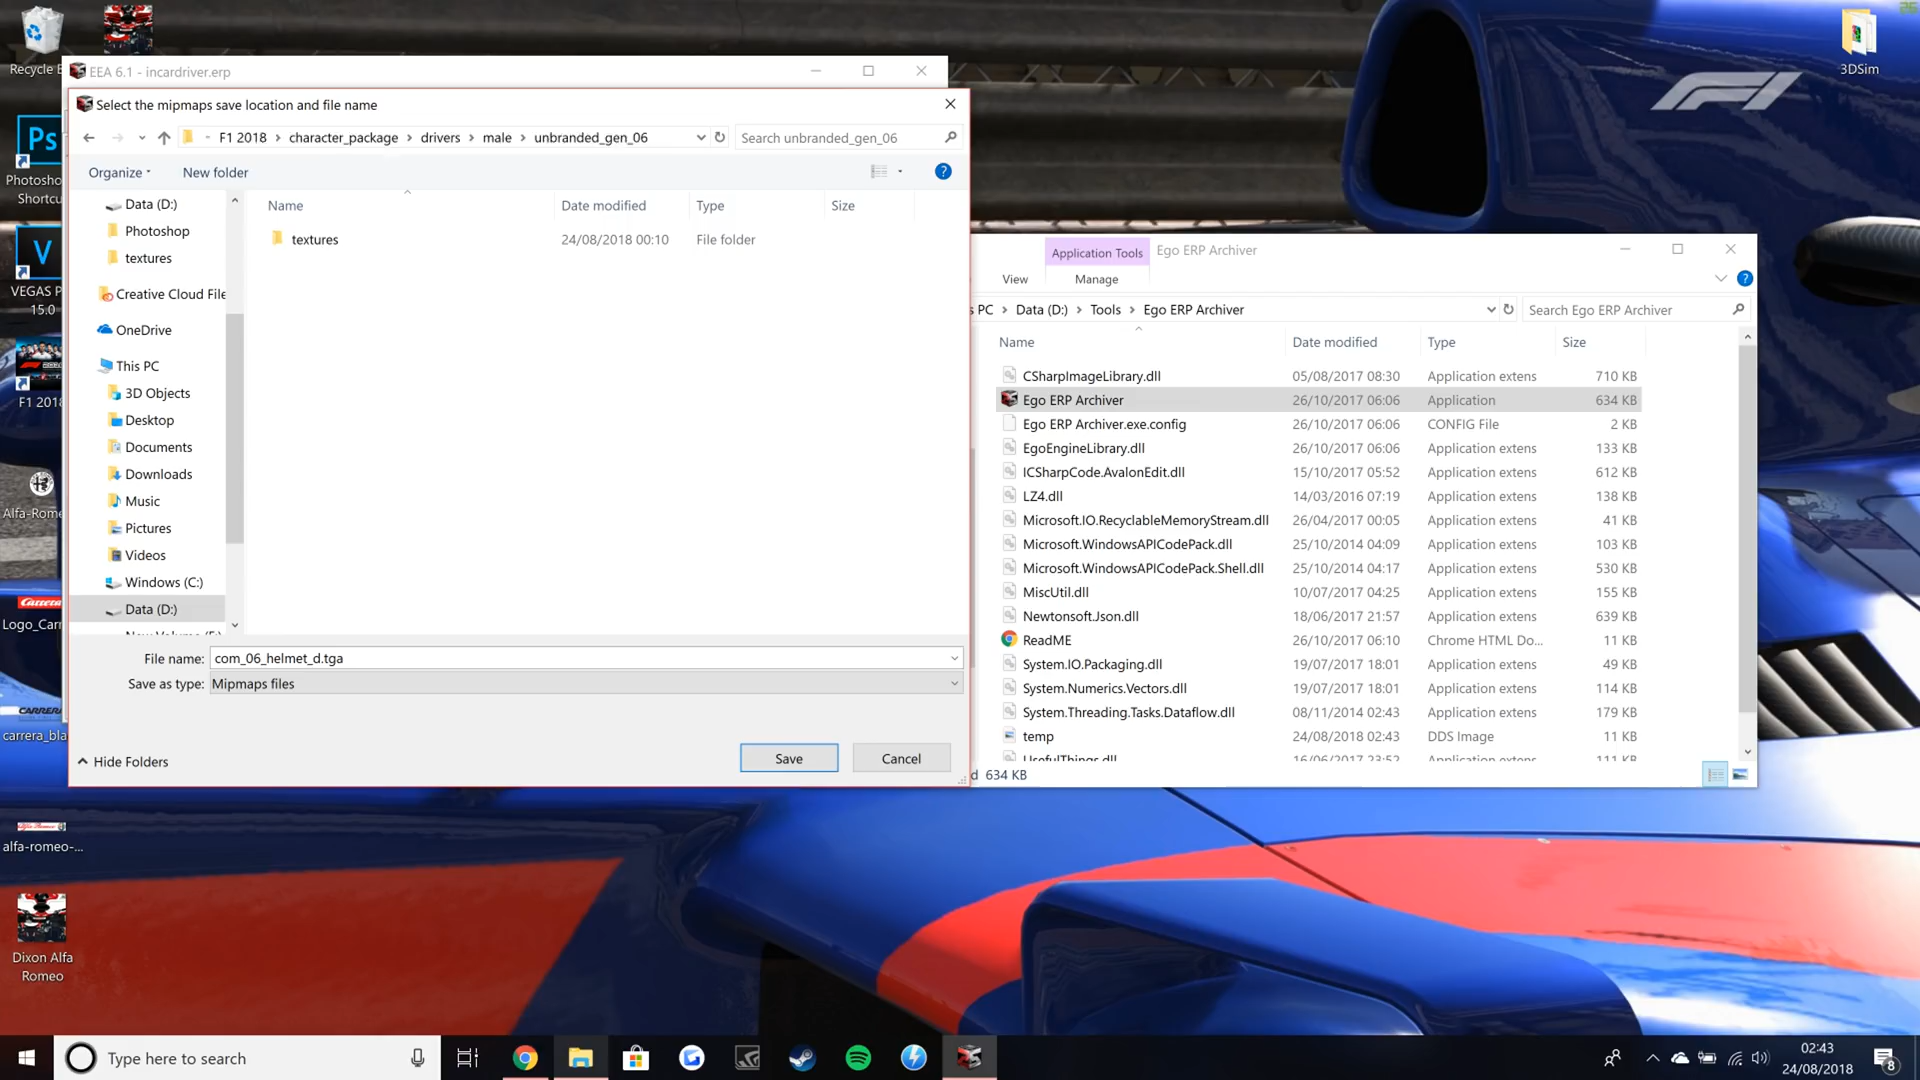 Recycle B
3DSim
F1
EEA 6.1 - incardriver.erp
Select the mipmaps save location and file name
F1 2018 > character_package > drivers > male > unbranded_gen_06
Search unbranded_gen_06
Organize
New folder
Name
Date modified
Type
Size
Data (D:)
Photoshop
textures
Creative Cloud File
OneDrive
This PC
3D Objects
Desktop
Documents
Downloads
Music
Pictures
Videos
Windows (C:)
Data (D:)
textures
24/08/2018 00:10
File folder
File name:
com_06_helmet_d.tga
Save as type:
Mipmaps files
Hide Folders
Save
Cancel
Ps
Photosho
Shortcu
V
VEGAS P
15.0
F1 2018
Alfa-Rome
Carrera
Logo_Carr
CARRER
carrera_bla
alfa-romeo-...
Dixon Alfa
Romeo
Application Tools
Ego ERP Archiver
View
Manage
s PC > Data (D:) > Tools > Ego ERP Archiver
Search Ego ERP Archiver
Name Date modified Type Size
CSharpImageLibrary.dll 05/08/2017 08:30 Application extens 710 KB
Ego ERP Archiver 26/10/2017 06:06 Application 634 KB
Ego ERP Archiver.exe.config 26/10/2017 06:06 CONFIG File 2 KB
EgoEngineLibrary.dll 26/10/2017 06:06 Application extens 133 KB
ICSharpCode.AvalonEdit.dll 15/10/2017 05:52 Application extens 612 KB
LZ4.dll 14/03/2016 07:19 Application extens 138 KB
Microsoft.IO.RecyclableMemoryStream.dll 26/04/2017 00:05 Application extens 41 KB
Microsoft.WindowsAPICodePack.dll 25/10/2014 04:09 Application extens 103 KB
Microsoft.WindowsAPICodePack.Shell.dll 25/10/2014 04:17 Application extens 530 KB
MiscUtil.dll 10/07/2017 04:25 Application extens 155 KB
Newtonsoft.Json.dll 18/06/2017 21:57 Application extens 639 KB
ReadME 26/10/2017 06:10 Chrome HTML Do... 11 KB
System.IO.Packaging.dll 19/07/2017 18:01 Application extens 49 KB
System.Numerics.Vectors.dll 19/07/2017 18:01 Application extens 114 KB
System.Threading.Tasks.Dataflow.dll 08/11/2014 02:43 Application extens 179 KB
temp 24/08/2018 02:43 DDS Image 11 KB
UsefulThings.dll 16/06/2017 23:52 Application extens 111 KB
d 634 KB
Type here to search
02:43
24/08/2018
8